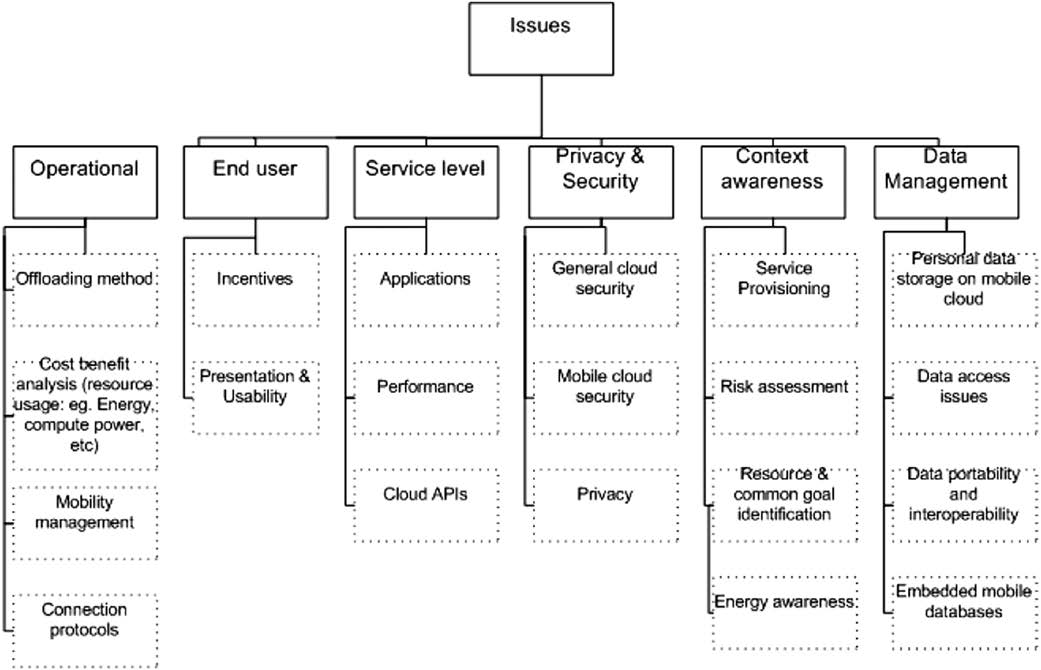 Issues
Operational
End user
Service level
Privacy &
Security
Context
awareness
Data
Management
Offloading method
Cost benefit
analysis (resource
usage: eg. Energy,
compute power,
etc)
Mobility
management
Connection
protocols
Incentives
Presentation &
Usability
Applications
Performance
Cloud APIs
General cloud
security
Mobile cloud
security
Privacy
Service
Provisioning
Risk assessment
Resource &
common goal
identification
Energy awareness
Personal data
storage on mobile
cloud
Data access
issues
Data portability
and
interoperability
Embedded mobile
databases